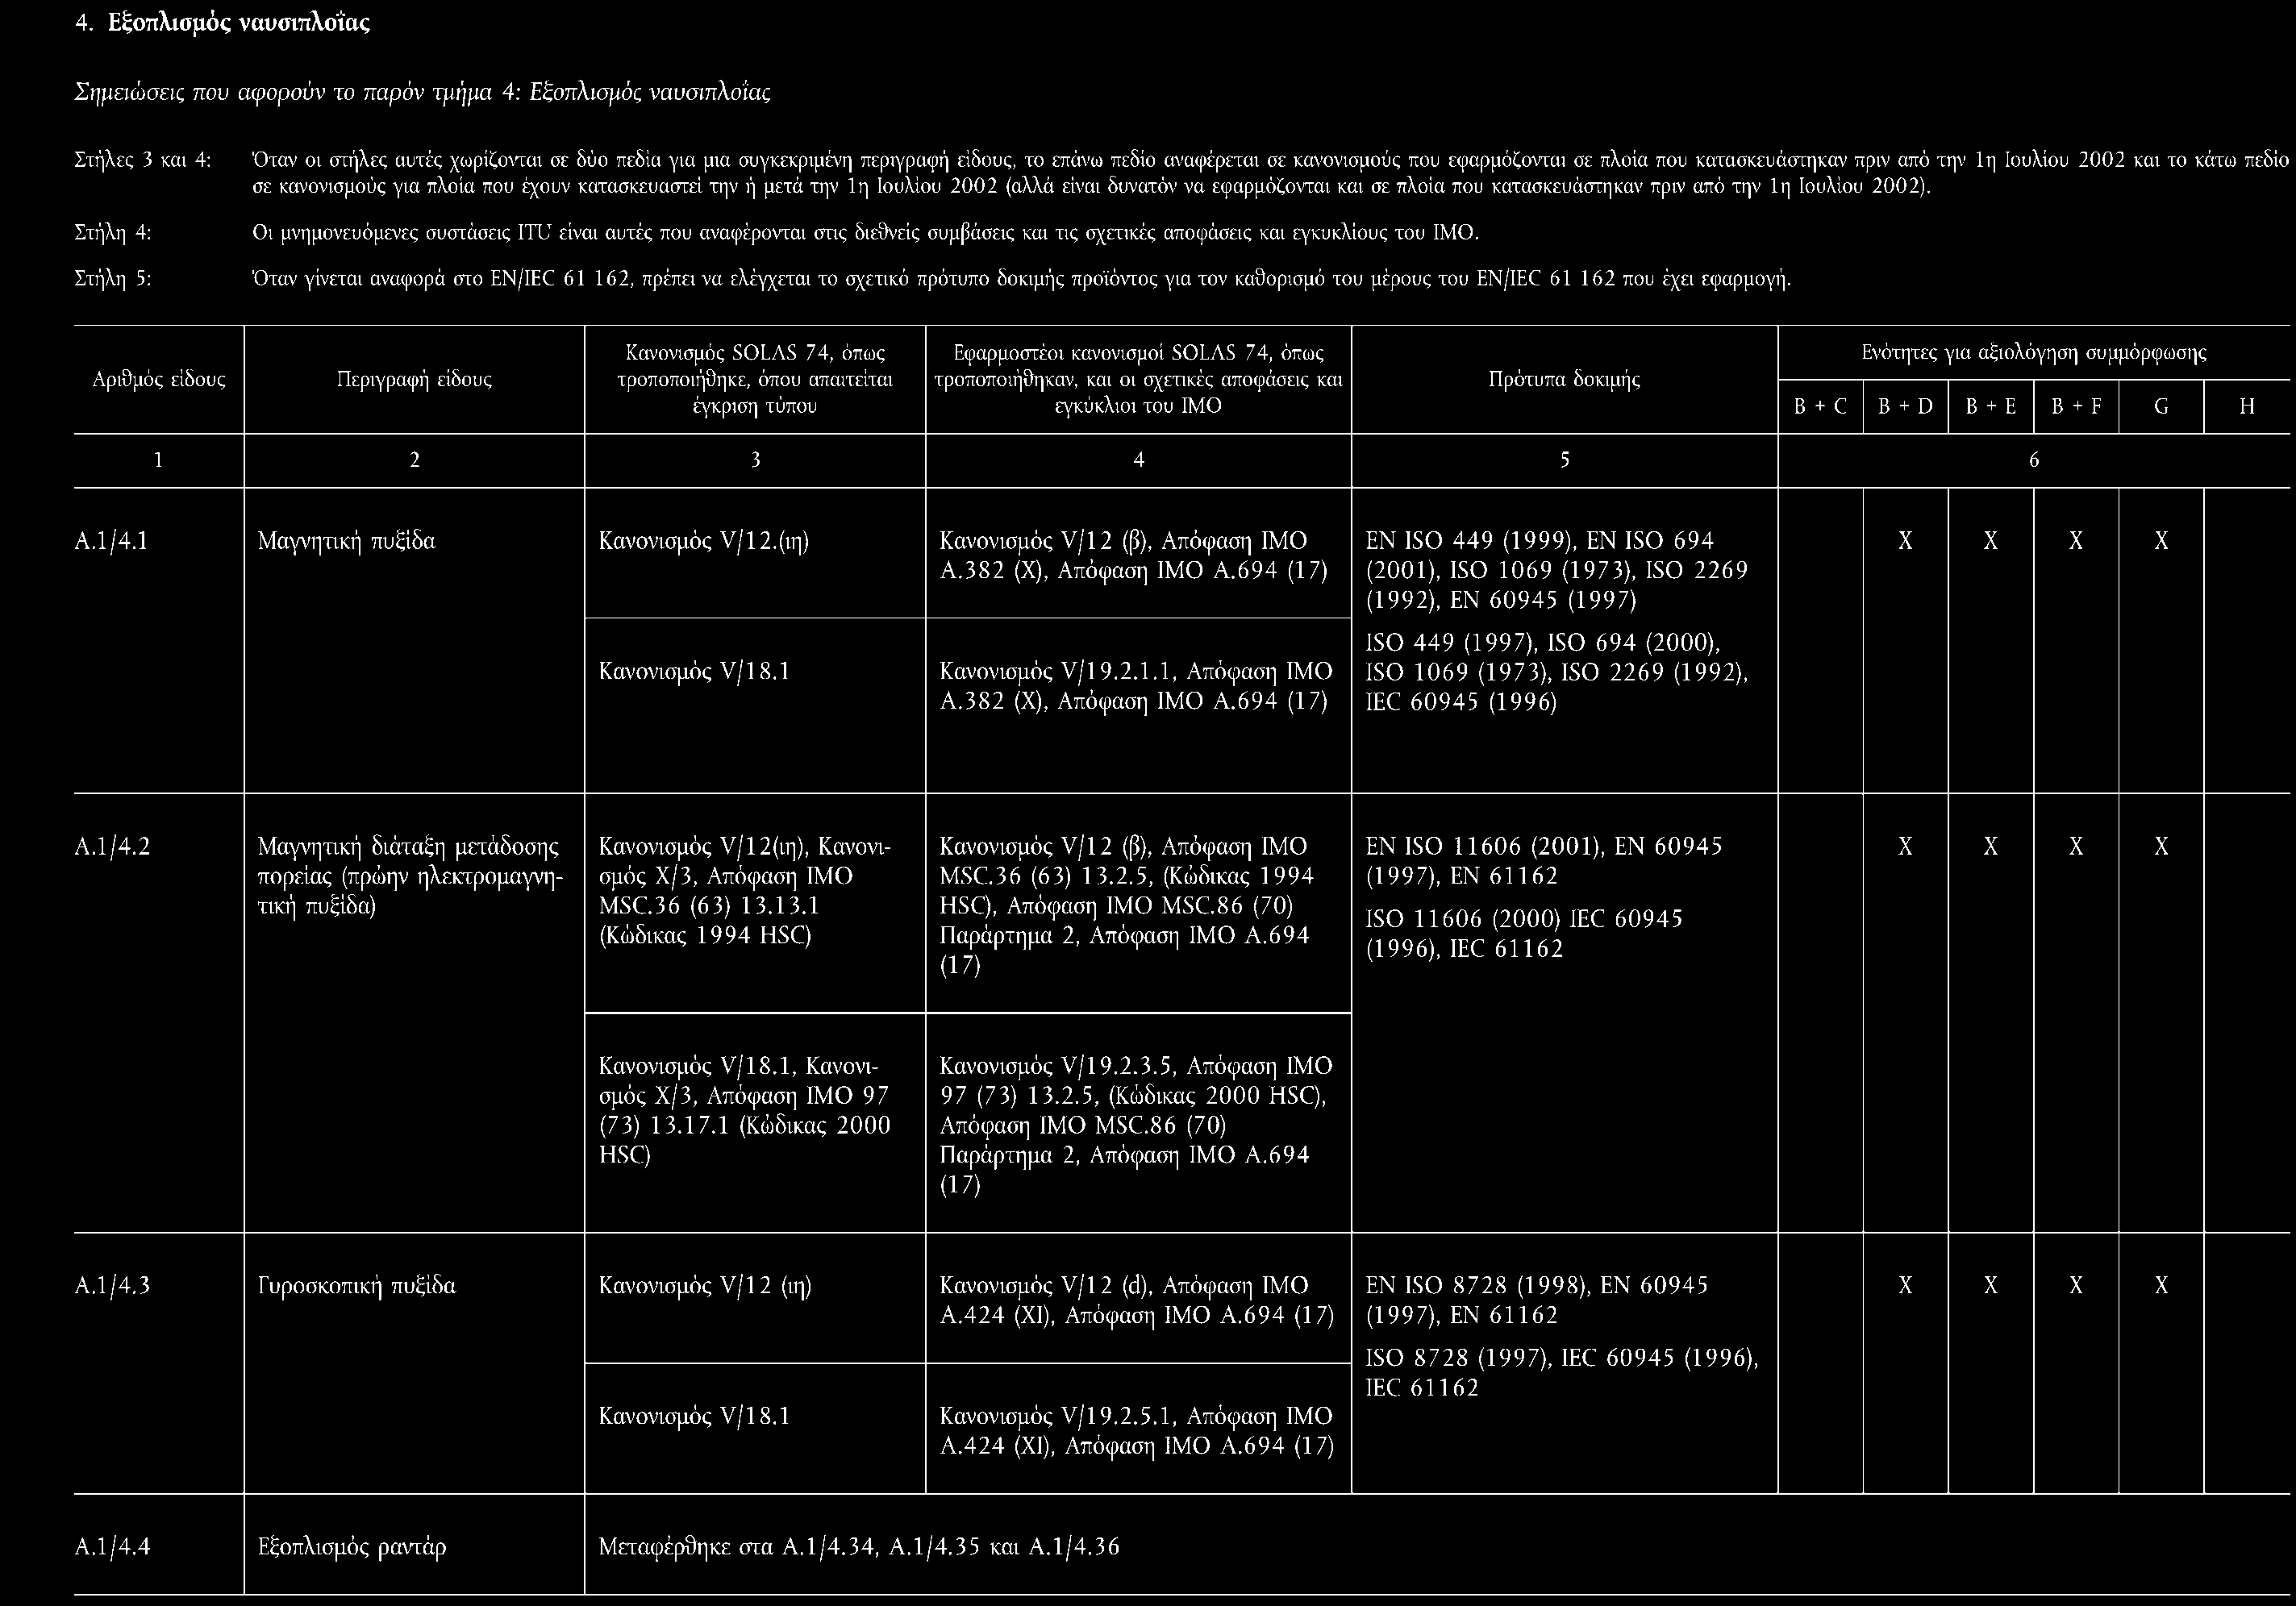 4. Εξοπλισμός ναυσιπλοΐας
Σημειώσεις που αφορούν το παρόν τμήμα 4: Εξοπλισμός ναυσιπλοΐας
Στήλες 3 και 4: Όταν οι στήλες αυτές χωρίζονται σε δύο πεδία για μια συγκεκριμένη περιγραφή είδους, το επάνω πεδίο αναφέρεται σε κανονισμούς που εφαρμόζονται σε πλοία που κατασκευάστηκαν πριν από την 1η Ιουλίου 2002 και το κάτω πεδίο
σε κανονισμούς για πλοία που έχουν κατασκευαστεί την ή μετά την 1η Ιουλίου 2002 (αλλά είναι δυνατόν να εφαρμόζονται και σε πλοία που κατασκευάστηκαν πριν από την 1η Ιουλίου 2002).
Στήλη 4: Οι μνημονευόμενες συστάσεις ITU είναι αυτές που αναφέρονται στις διεθνείς συμβάσεις και τις σχετικές αποφάσεις και εγκυκλίους του ΙΜΟ.
Στήλη 5: Όταν γίνεται αναφορά στο EN/IEC 61 162, πρέπει να ελέγχεται το σχετικό πρότυπο δοκιμής προϊόντος για τον καθορισμό του μέρους του EN/IEC 61 162 που έχει εφαρμογή.
Αριθμός είδους
Περιγραφή είδους
Κανονισμός SOLAS 74, όπως
τροποποιήθηκε, όπου απαιτείται
έγκριση τύπου
Εφαρμοστέοι κανονισμοί SOLAS 74, όπως
τροποποιήθηκαν, και οι σχετικές αποφάσεις και
εγκύκλιοι του ΙΜΟ
Πρότυπα δοκιμής
Ενότητες για αξιολόγηση συμμόρφωσης
B + C B + D B + E B + F G H
1 2 3 4 5 6
A.1/4.1
Μαγνητική πυξίδα
Κανονισμός V/12.(ιη)
Κανονισμός V/12 (β), Απόφαση ΙΜΟ
A.382 (X), Απόφαση ΙΜΟ A.694 (17)
EN ISO 449 (1999), EN ISO 694
(2001), ISO 1069 (1973), ISO 2269
(1992), EN 60945 (1997)
ISO 449 (1997), ISO 694 (2000),
ISO 1069 (1973), ISO 2269 (1992),
IEC 60945 (1996)
X X X X
Κανονισμός V/18.1
Κανονισμός V/19.2.1.1, Απόφαση ΙΜΟ
A.382 (X), Απόφαση ΙΜΟ A.694 (17)
A.1/4.2
Μαγνητική διάταξη μετάδοσης
πορείας (πρώην ηλεκτρομαγνη-
τική πυξίδα)
Κανονισμός V/12(ιη), Κανονι-
σμός X/3, Απόφαση ΙΜΟ
MSC.36 (63) 13.13.1
(Κώδικας 1994 HSC)
Κανονισμός V/12 (β), Απόφαση ΙΜΟ
MSC.36 (63) 13.2.5, (Κώδικας 1994
HSC), Απόφαση ΙΜΟ MSC.86 (70)
Παράρτημα 2, Απόφαση ΙΜΟ A.694
(17)
EN ISO 11606 (2001), EN 60945
(1997), EN 61162
ISO 11606 (2000) IEC 60945
(1996), IEC 61162
X X X X
Κανονισμός V/18.1, Κανονι-
σμός X/3, Απόφαση ΙΜΟ 97
(73) 13.17.1 (Κώδικας 2000
HSC)
Κανονισμός V/19.2.3.5, Απόφαση ΙΜΟ
97 (73) 13.2.5, (Κώδικας 2000 HSC),
Απόφαση ΙΜΟ MSC.86 (70)
Παράρτημα 2, Απόφαση ΙΜΟ A.694
(17)
A.1/4.3
Γυροσκοπική πυξίδα
Κανονισμός V/12 (ιη)
Κανονισμός V/12 (d), Απόφαση ΙΜΟ
A.424 (XI), Απόφαση ΙΜΟ A.694 (17)
EN ISO 8728 (1998), EN 60945
(1997), EN 61162
ISO 8728 (1997), IEC 60945 (1996),
IEC 61162
X X X X
Κανονισμός V/18.1
Κανονισμός V/19.2.5.1, Απόφαση ΙΜΟ
A.424 (XI), Απόφαση ΙΜΟ A.694 (17)
A.1/4.4
Εξοπλισμός ραντάρ
Μεταφέρθηκε στα A.1/4.34, A.1/4.35 και A.1/4.36